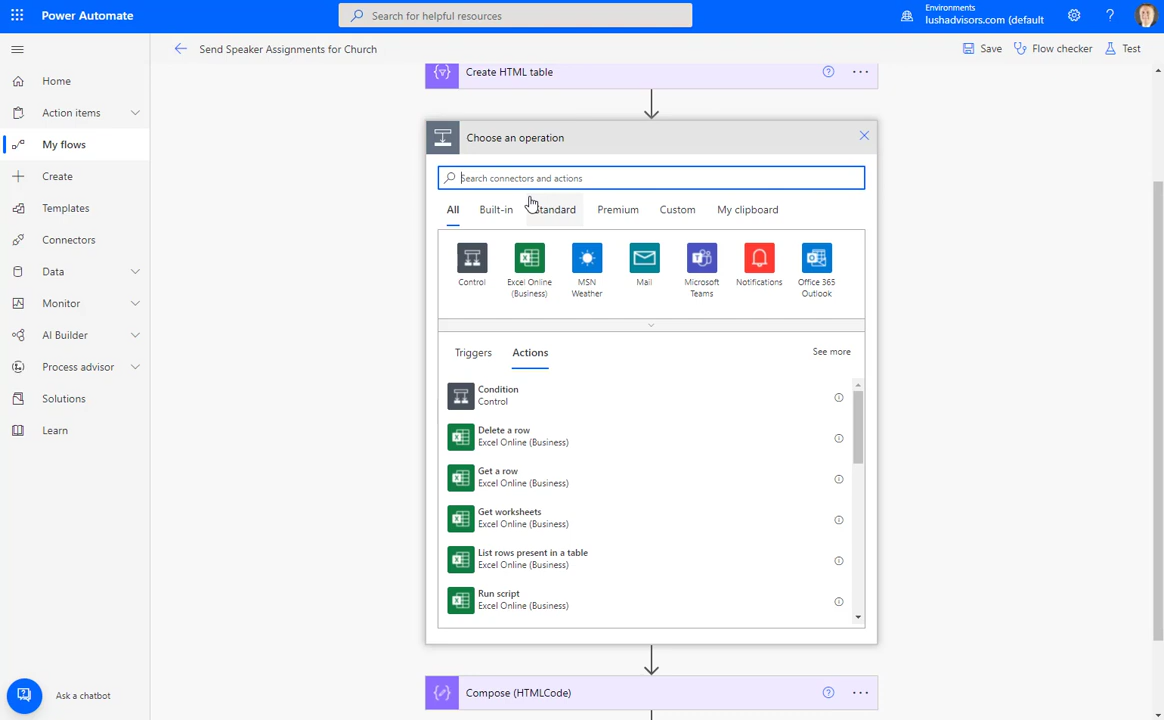 Power Automate
Search for helpful resources
Environments
lushadvisors.com (default
Send Speaker Assignments for Church
Save
Flow checker
Test
Home
Action items
My flows
Create
Templates
Connectors
Data
Monitor
AI Builder
Process advisor
Solutions
Learn
Ask a chatbot
Create HTML table
Choose an operation
Search connectors and actions
All
Built-in
Standard
Premium
Custom
My clipboard
Control
Excel Online
(Business)
MSN
Weather
Mail
Microsoft
Teams
Notifications
Office 365
Outlook
Triggers
Actions
See more
Condition
Control
Delete a row
Excel Online (Business)
Get a row
Excel Online (Business)
Get worksheets
Excel Online (Business)
List rows present in a table
Excel Online (Business)
Run script
Excel Online (Business)
Compose (HTMLCode)